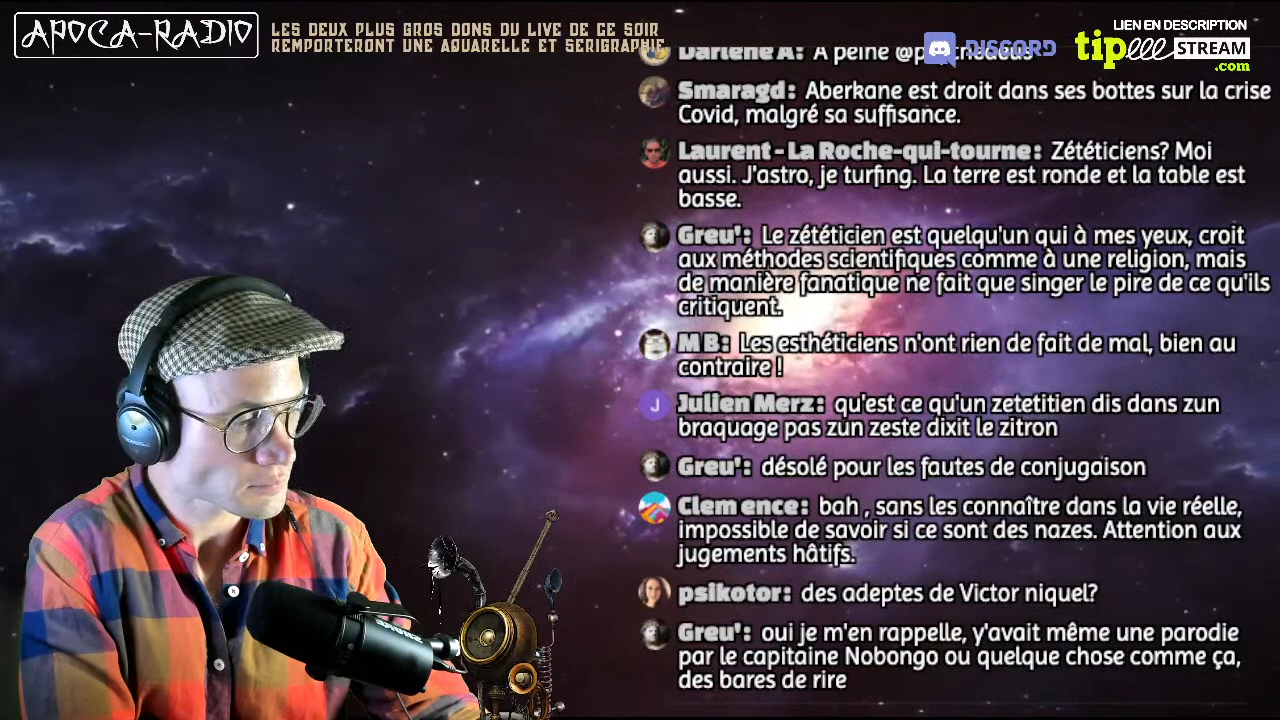 APOCA-RADIO
LES DEUX PLUS GROS DONS DU LIVE DE CE SOIR
REMPORTERONT UNE AQUARELLE ET SERIGRAPHIE
LIEN EN DESCRIPTION
DISCORD
tipeee STREAM
.com
Darlene A: A peine
Smaragd: Aberkane est droit dans ses bottes sur la crise
Covid, malgré sa suffisance.
Laurent - La Roche-qui-tourne: Zététiciens? Moi
aussi. J'astro, je turfing. La terre est ronde et la table est
basse.
Greu': Le zététicien est quelqu'un qui à mes yeux, croit
aux méthodes scientifiques comme à une religion, mais
de manière fanatique ne fait que singer le pire de ce qu'ils
critiquent.
M B: Les esthéticiens n'ont rien de fait de mal, bien au
contraire !
J
Julien Merz: qu'est ce qu'un zetetitien dis dans zun
braquage pas zun zeste dixit le zitron
Greu': désolé pour les fautes de conjugaison
Clem ence: bah , sans les connaître dans la vie réelle,
impossible de savoir si ce sont des nazes. Attention aux
jugements hâtifs.
psikotor: des adeptes de Victor niquel?
Greu': oui je m'en rappelle, y'avait même une parodie
par le capitaine Nobongo ou quelque chose comme ça,
des bares de rire